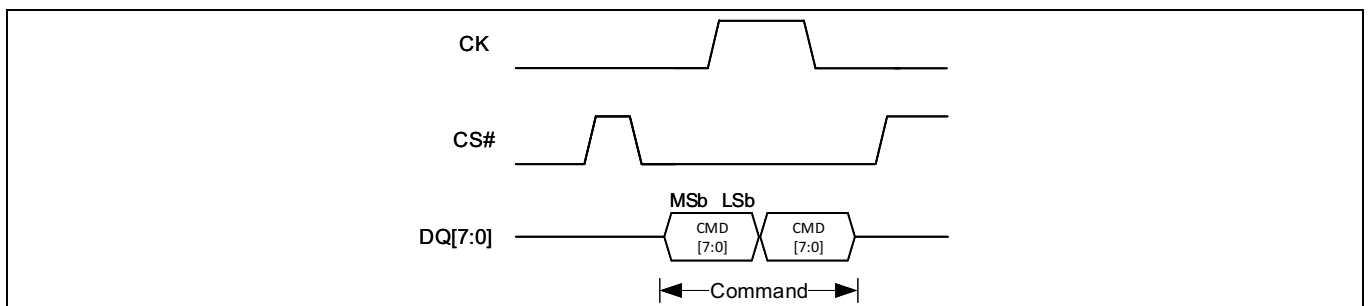 CK
CS#
MSb LSb
DQ[7:0]
CMD [7:0]
CMD [7:0]
Command